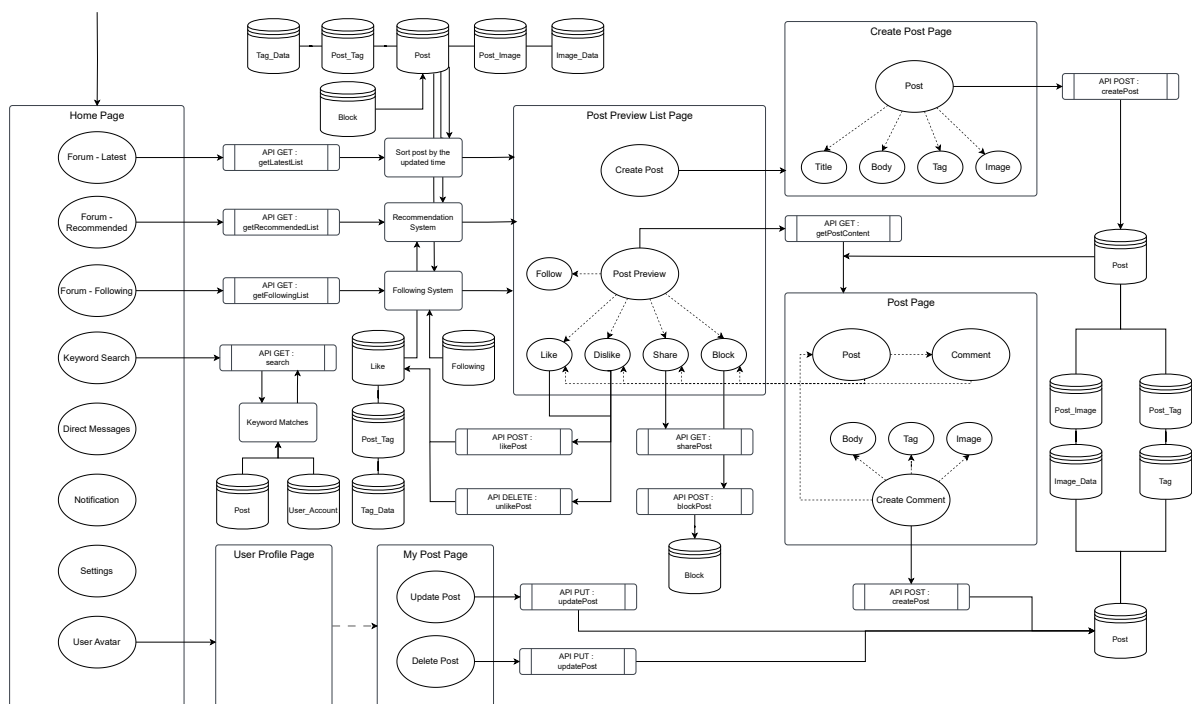 Create Post Page
Tag_Data
Post_Tag
Post
Post_Image
Image_Data
Block
Post
API POST :
createPost
Title
Body
Tag
Image
Home Page
Forum - Latest
API GET :
getLatestList
Sort post by the
updated time
Forum -
Recommended
API GET :
getRecommendedList
Recommendation
System
Forum - Following
API GET :
getFollowingList
Following System
Keyword Search
API GET :
search
Keyword Matches
Post
User_Account
Like
Following
Post_Tag
Tag_Data
Direct Messages
Notification
Settings
User Avatar
Post Preview List Page
Create Post
Follow
Post Preview
Like
Dislike
Share
Block
API GET :
getPostContent
Post
API POST :
likePost
API GET :
sharePost
API DELETE :
unlikePost
API POST :
blockPost
Block
Post Page
Post
Comment
Body
Tag
Image
Create Comment
API POST :
createPost
Post_Image
Post_Tag
Image_Data
Tag
Post
User Profile Page
My Post Page
Update Post
API PUT :
updatePost
Delete Post
API PUT :
updatePost